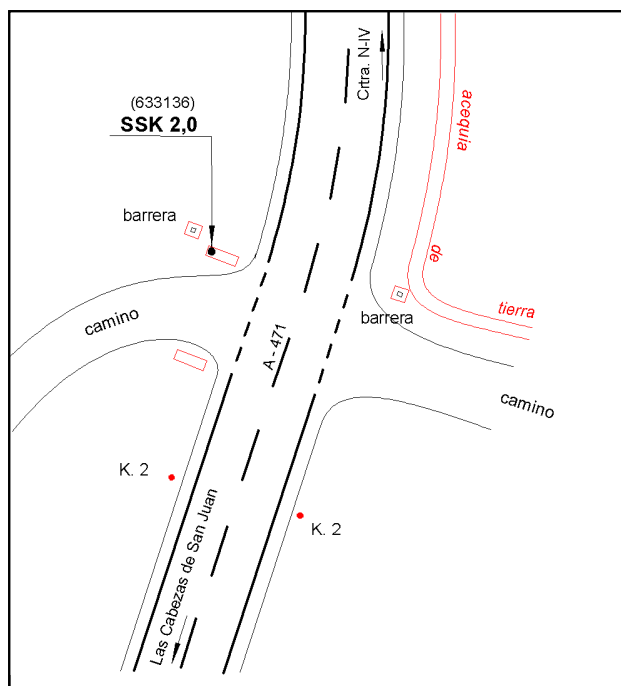 Crtra. N-IV
(633136)
SSK 2,0
acequia
de
tierra
barrera
barrera
camino
A - 471
camino
K. 2
K. 2
Las Cabezas de San Juan